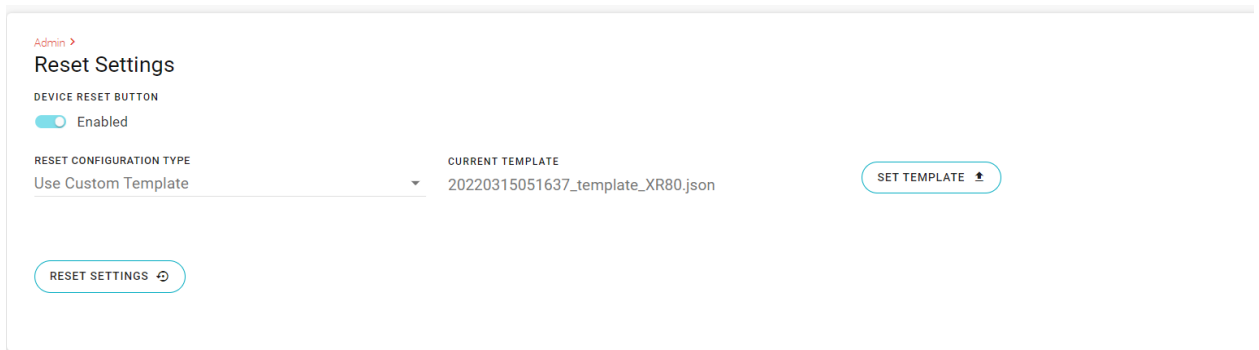 Admin >
Reset Settings
DEVICE RESET BUTTON
Enabled
RESET CONFIGURATION TYPE
Use Custom Template
CURRENT TEMPLATE
20220315051637_template_XR80.json
SET TEMPLATE
RESET SETTINGS